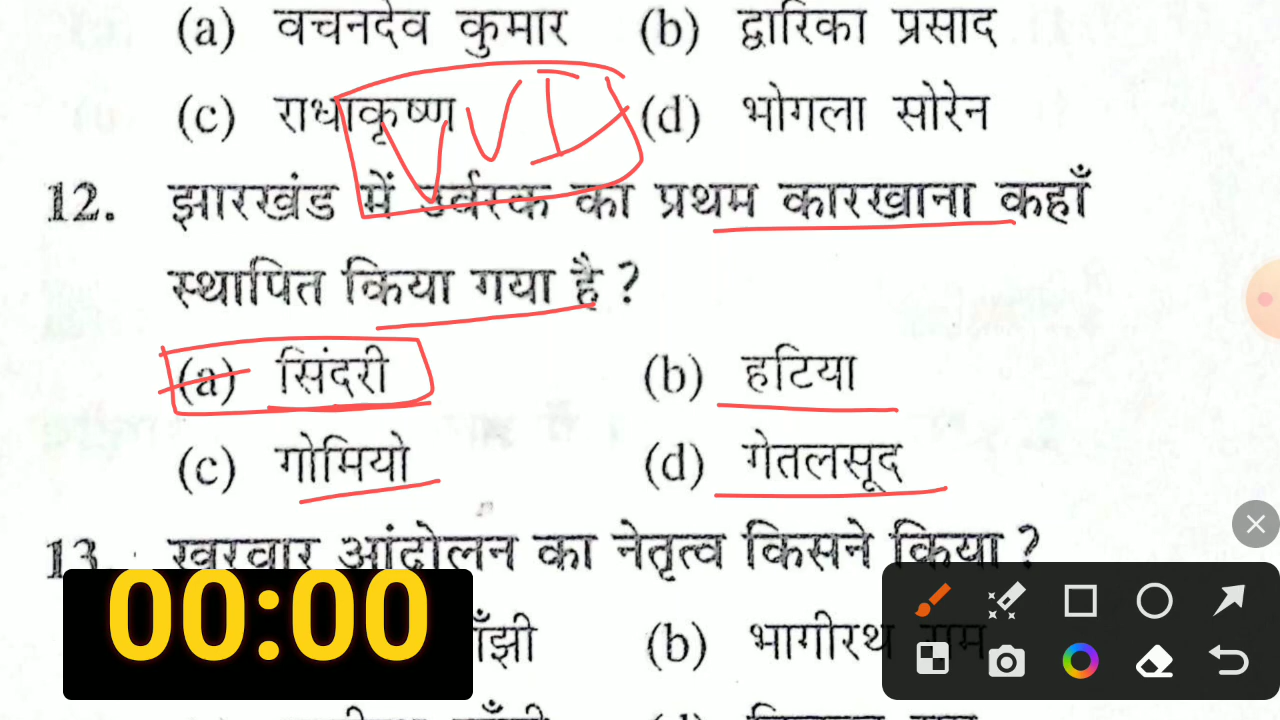 (a) वचनदेव कुमार (b) द्वारिका प्रसाद
(c) राधाकृष्ण (d) भोगला सोरेन
VVI
12. झारखंड में उर्वरक का प्रथम कारखाना कहाँ
स्थापित किया गया है ?
(a) सिंदरी (b) हटिया
(c) गोमियो (d) गेतलसूद
13. खरवार आंदोलन का नेतृत्व किसने किया ?
00:00
(b) भागीरथ